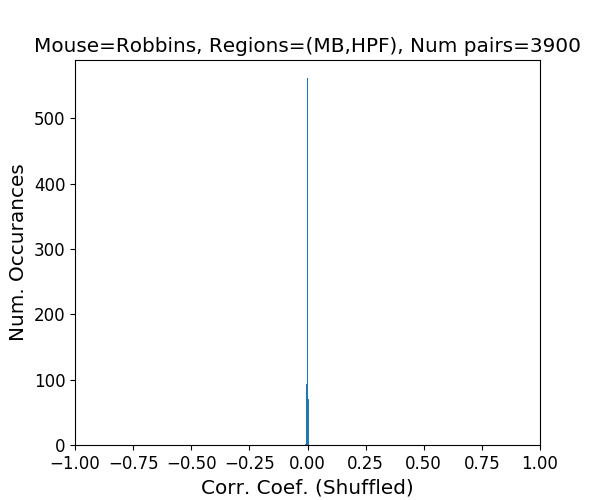 Mouse=Robbins, Regions=(MB,HPF), Num pairs=3900
Num. Occurances
500
400
300
200
100
0
−1.00 −0.75 −0.50 −0.25 0.00 0.25 0.50 0.75 1.00
Corr. Coef. (Shuffled)